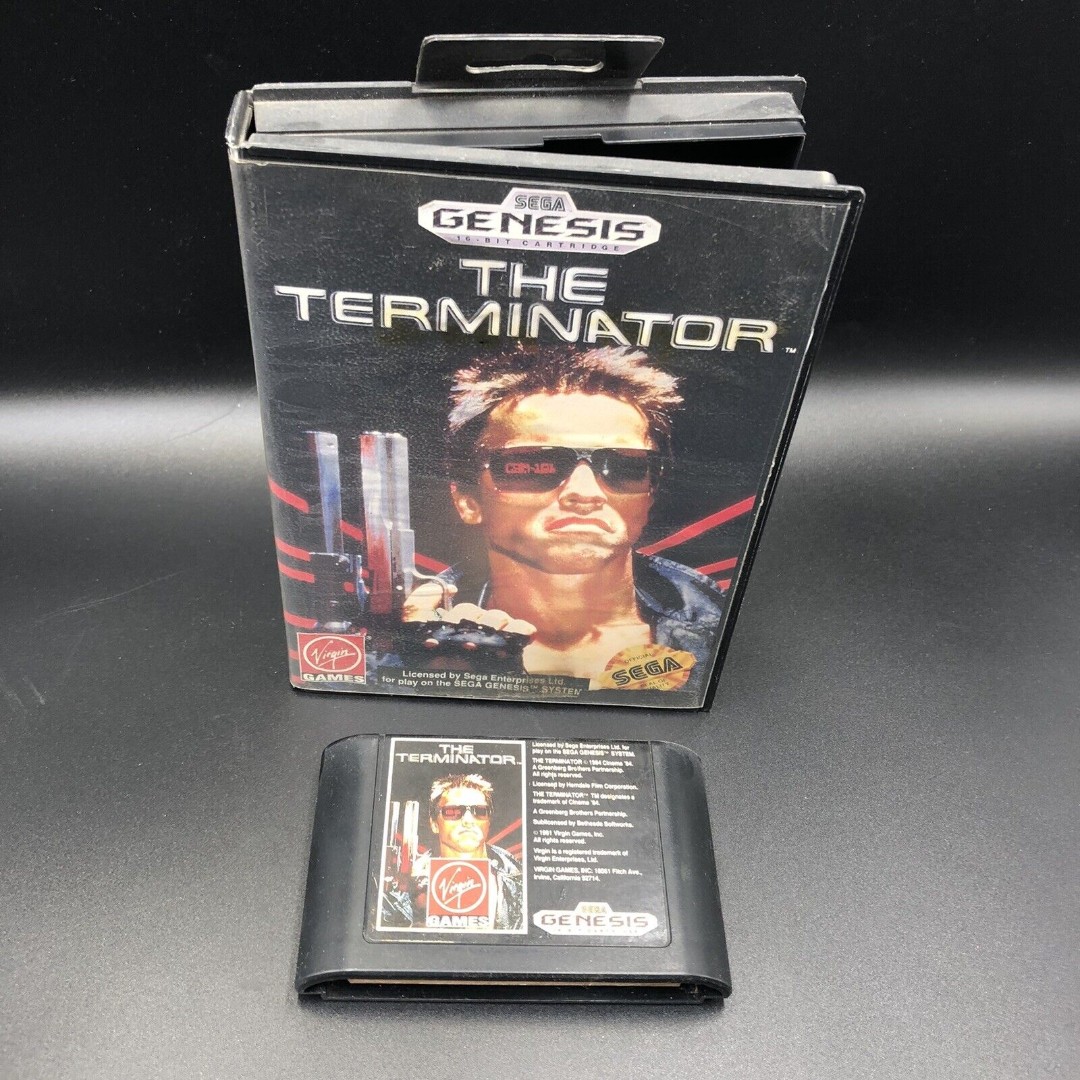 SEGA
GENESIS
16-BIT CARTRIDGE
THE
TERMINATOR™
Virgin
GAMES
Licensed by Sega Enterprises Ltd.
for play on the SEGA GENESIS™ SYSTEM
OFFICIAL
SEGA
THE
TERMINATOR™
Virgin
GAMES
Licensed by Sega Enterprises Ltd. for
play on the SEGA GENESIS™ SYSTEM.
THE TERMINATOR © 1984 Cinema '84.
A Greenberg Brothers Partnership.
All rights reserved.
Licensed by Hemdale Film Corporation.
THE TERMINATOR ™ designates a
trademark of Cinema '84.
A Greenberg Brothers Partnership.
Sublicensed by Bethesda Softworks.
© 1991 Virgin Games, Inc.
All rights reserved.
Virgin is a registered trademark of
Virgin Enterprises, Ltd.
VIRGIN GAMES, INC. 18061 Fitch Ave.,
Irvine, California 92714.
SEGA
GENESIS